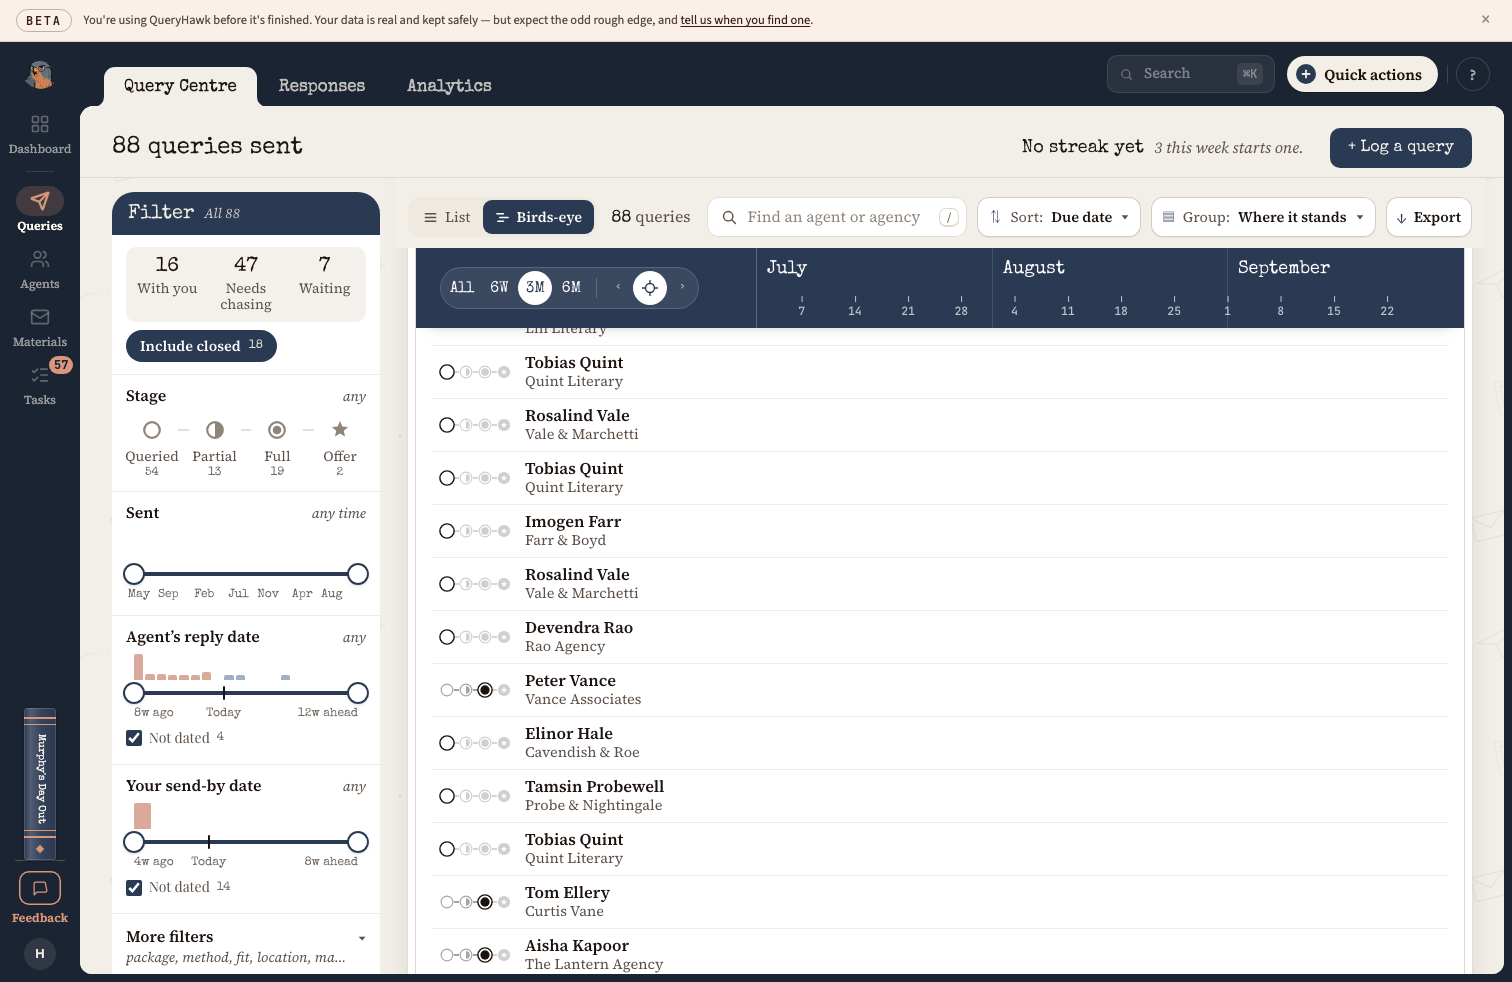 BETA
You're using QueryHawk before it's finished. Your data is real and kept safely — but expect the odd rough edge, and tell us when you find one.
×
Query Centre
Responses
Analytics
Search
⌘K
+ Quick actions
?
Dashboard
Queries
Agents
Materials
57
Tasks
Murphy's Day Out
Feedback
H
88 queries sent
No streak yet
3 this week starts one.
+ Log a query
Filter All 88
16
With you
47
Needs chasing
7
Waiting
Include closed 18
Stage
any
Queried
Partial
Full
Offer
54
13
19
2
Sent
any time
May Sep Feb Jul Nov Apr Aug
Agent's reply date
any
8w ago Today 12w ahead
Not dated 4
Your send-by date
any
4w ago Today 8w ahead
Not dated 14
More filters
package, method, fit, location, ma...
List
Birds-eye
88 queries
Find an agent or agency
/
Sort: Due date
Group: Where it stands
Export
All 6W 3M 6M
July
August
September
7 14 21 28 4 11 18 25 1 8 15 22
Tobias Quint
Quint Literary
Rosalind Vale
Vale & Marchetti
Tobias Quint
Quint Literary
Imogen Farr
Farr & Boyd
Rosalind Vale
Vale & Marchetti
Devendra Rao
Rao Agency
Peter Vance
Vance Associates
Elinor Hale
Cavendish & Roe
Tamsin Probewell
Probe & Nightingale
Tobias Quint
Quint Literary
Tom Ellery
Curtis Vane
Aisha Kapoor
The Lantern Agency